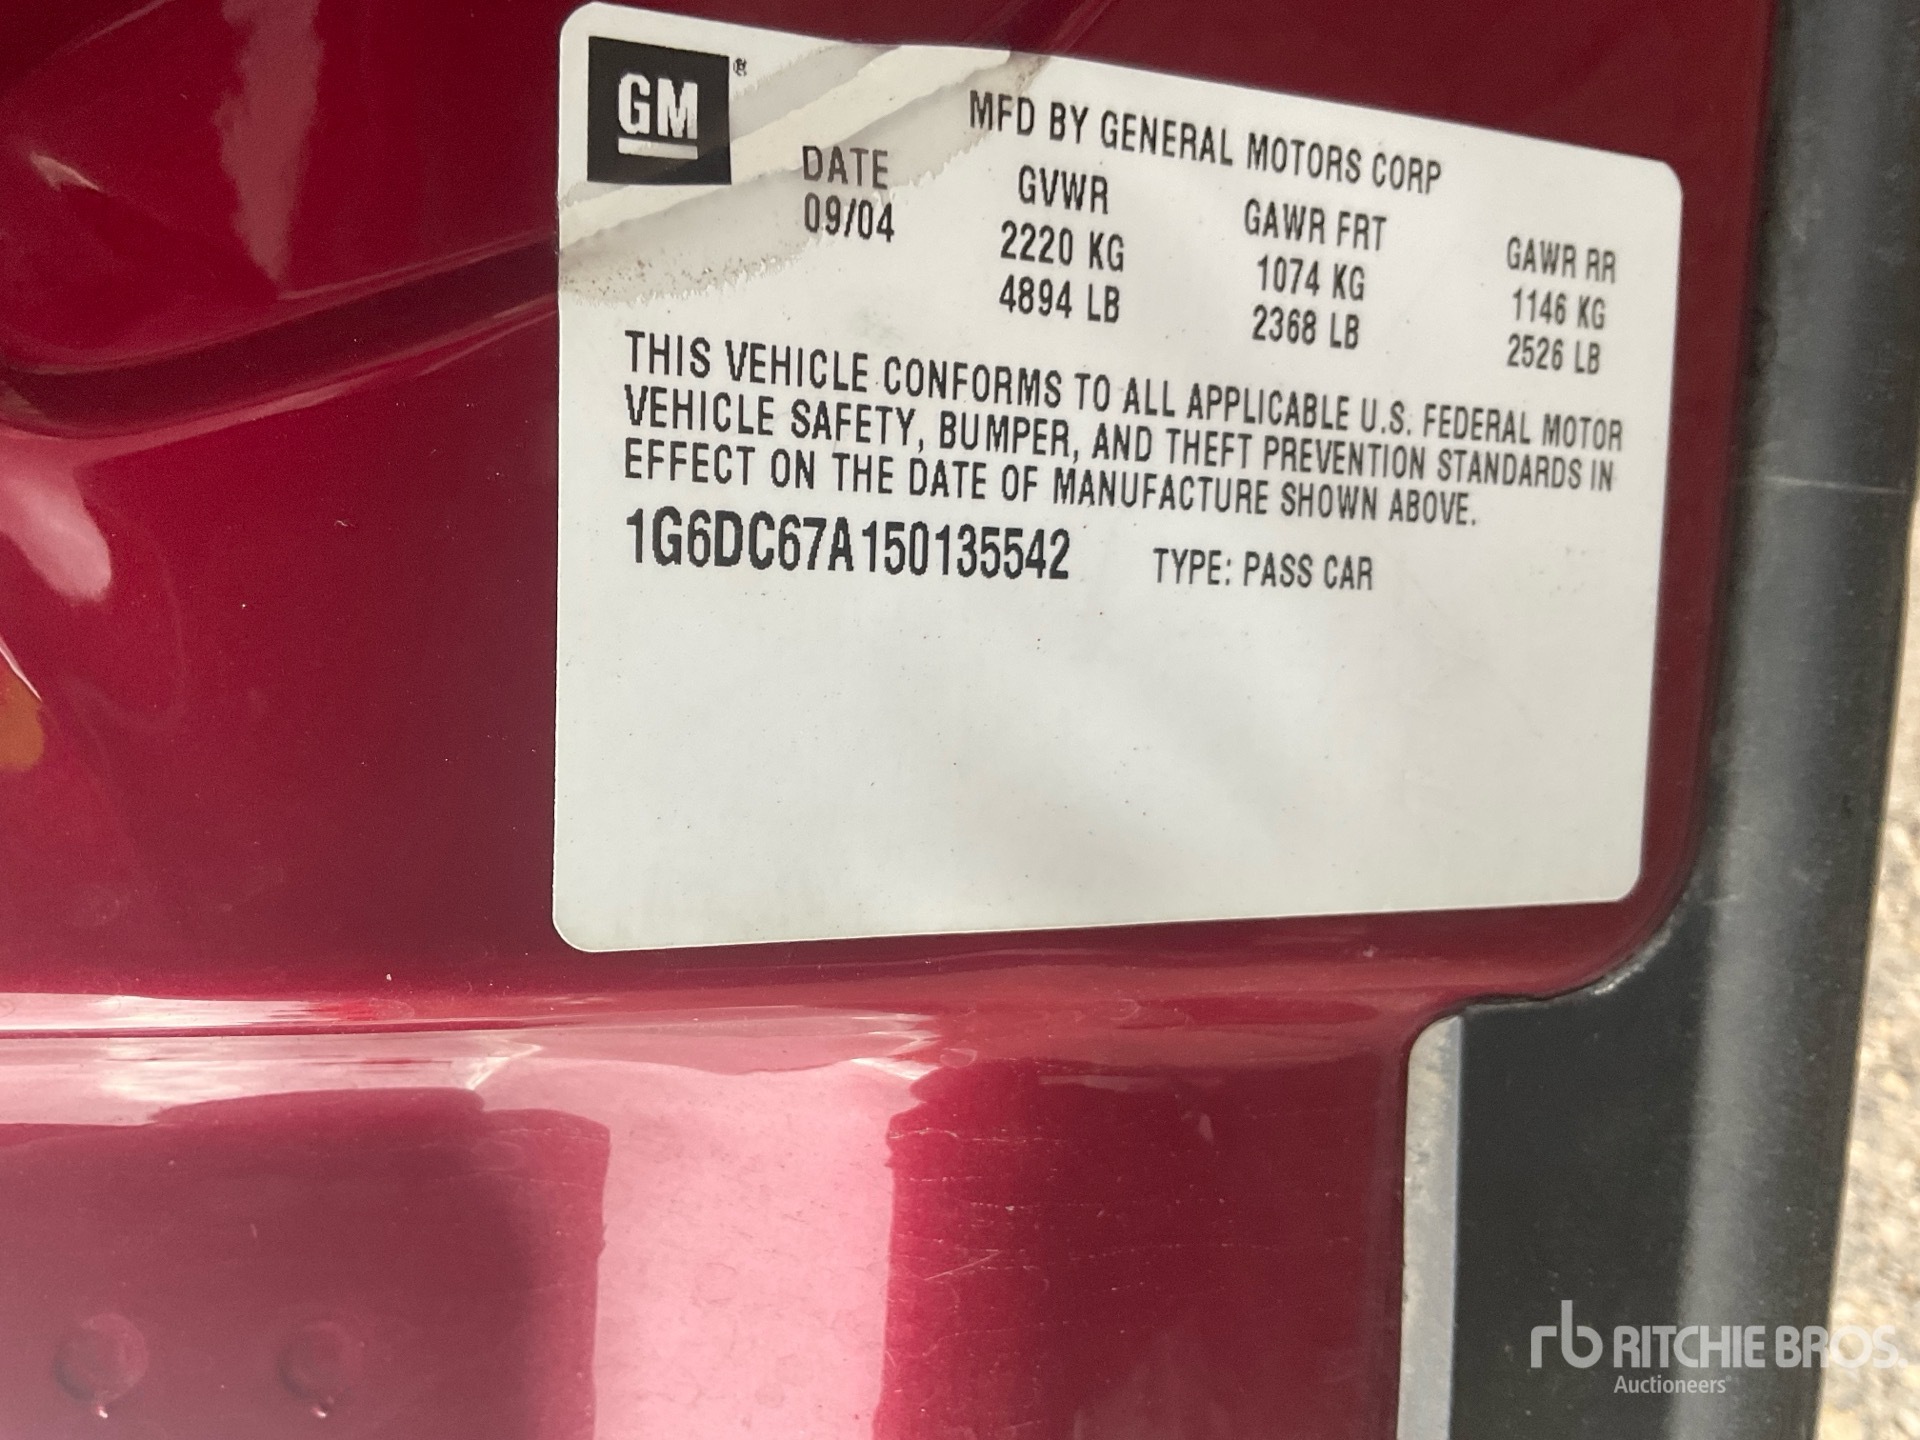 GM®
MFD BY GENERAL MOTORS CORP
DATE GVWR GAWR FRT GAWR RR
09/04 2220 KG 1074 KG 1146 KG
4894 LB 2368 LB 2526 LB
THIS VEHICLE CONFORMS TO ALL APPLICABLE U.S. FEDERAL MOTOR
VEHICLE SAFETY, BUMPER, AND THEFT PREVENTION STANDARDS IN
EFFECT ON THE DATE OF MANUFACTURE SHOWN ABOVE.
1G6DC67A150135542 TYPE: PASS CAR
rb RITCHIE BROS.
Auctioneers